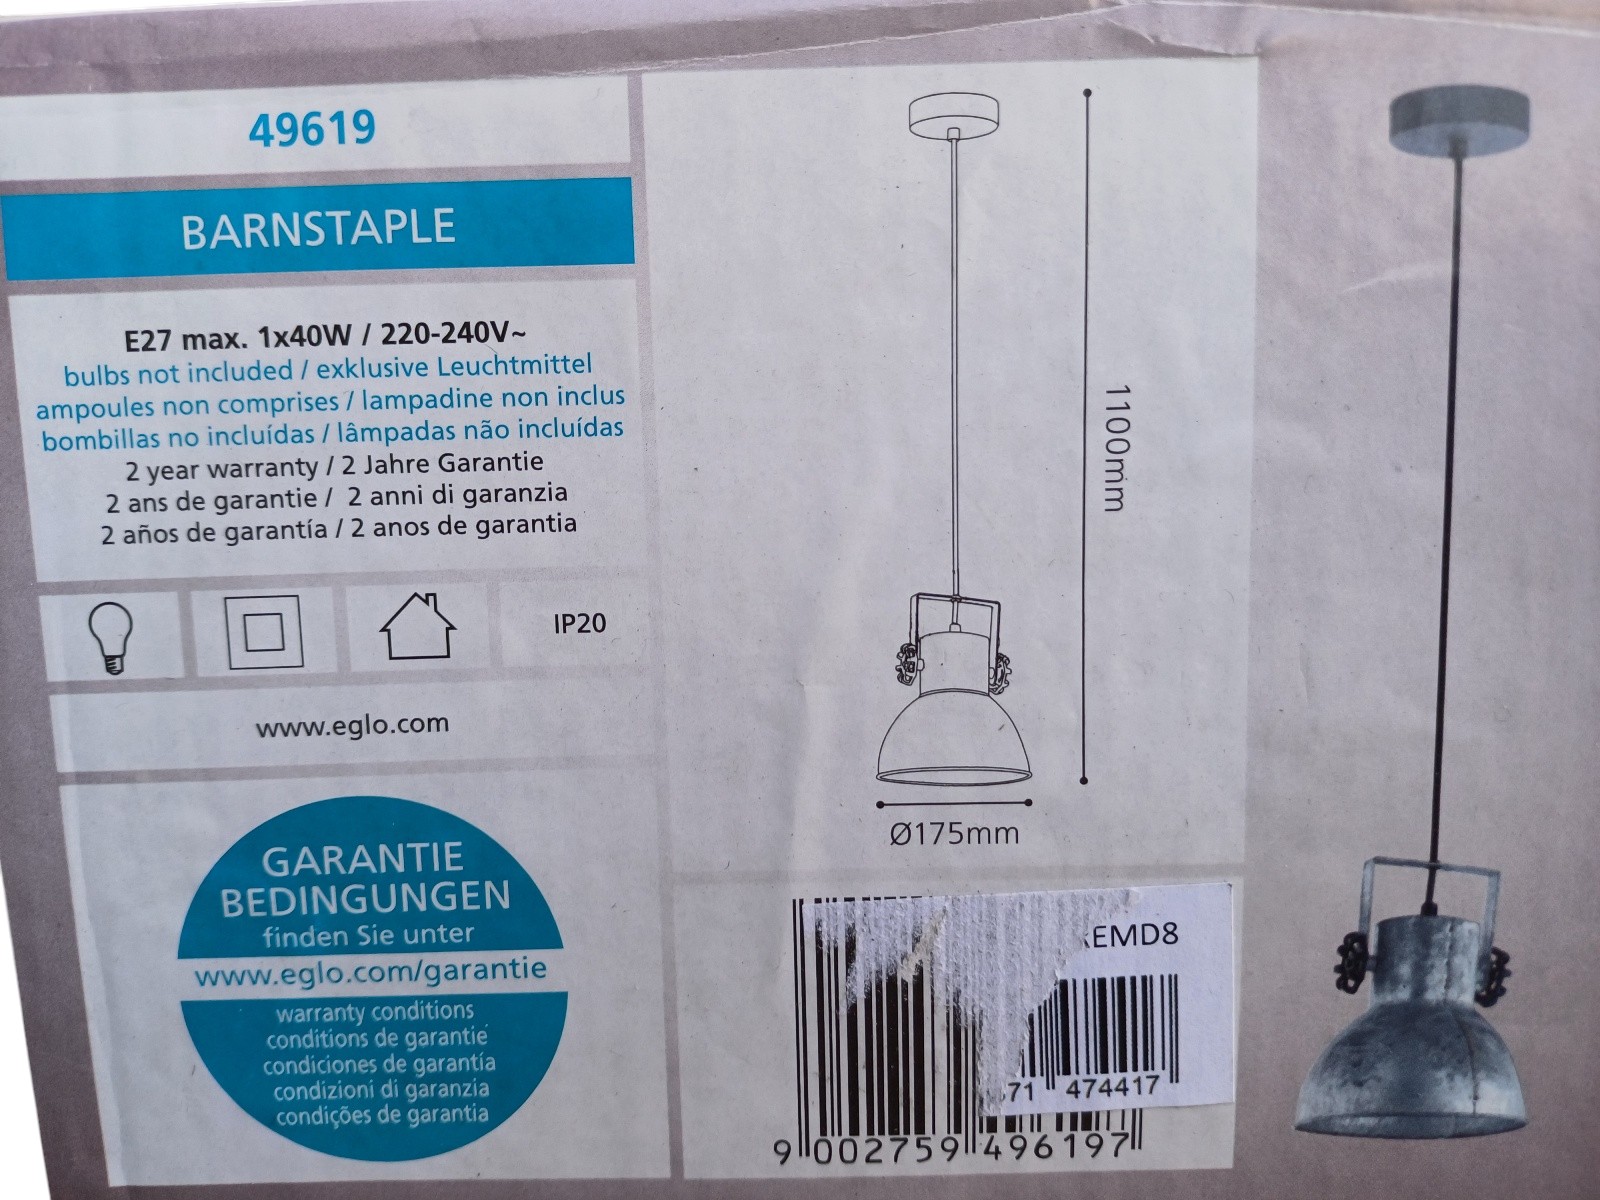 49619
BARNSTAPLE
E27 max. 1x40W / 220-240V~
bulbs not included / exklusive Leuchtmittel
ampoules non comprises / lampadine non inclus
bombillas no incluídas / lâmpadas não incluídas
2 year warranty / 2 Jahre Garantie
2 ans de garantie / 2 anni di garanzia
2 años de garantía / 2 anos de garantia
IP20
www.eglo.com
GARANTIE
BEDINGUNGEN
finden Sie unter
www.eglo.com/garantie
warranty conditions
conditions de garantie
condiciones de garantía
condizioni di garanzia
condições de garantia
1100mm
Ø175mm
EMD8
71 474417
9 002759 496197